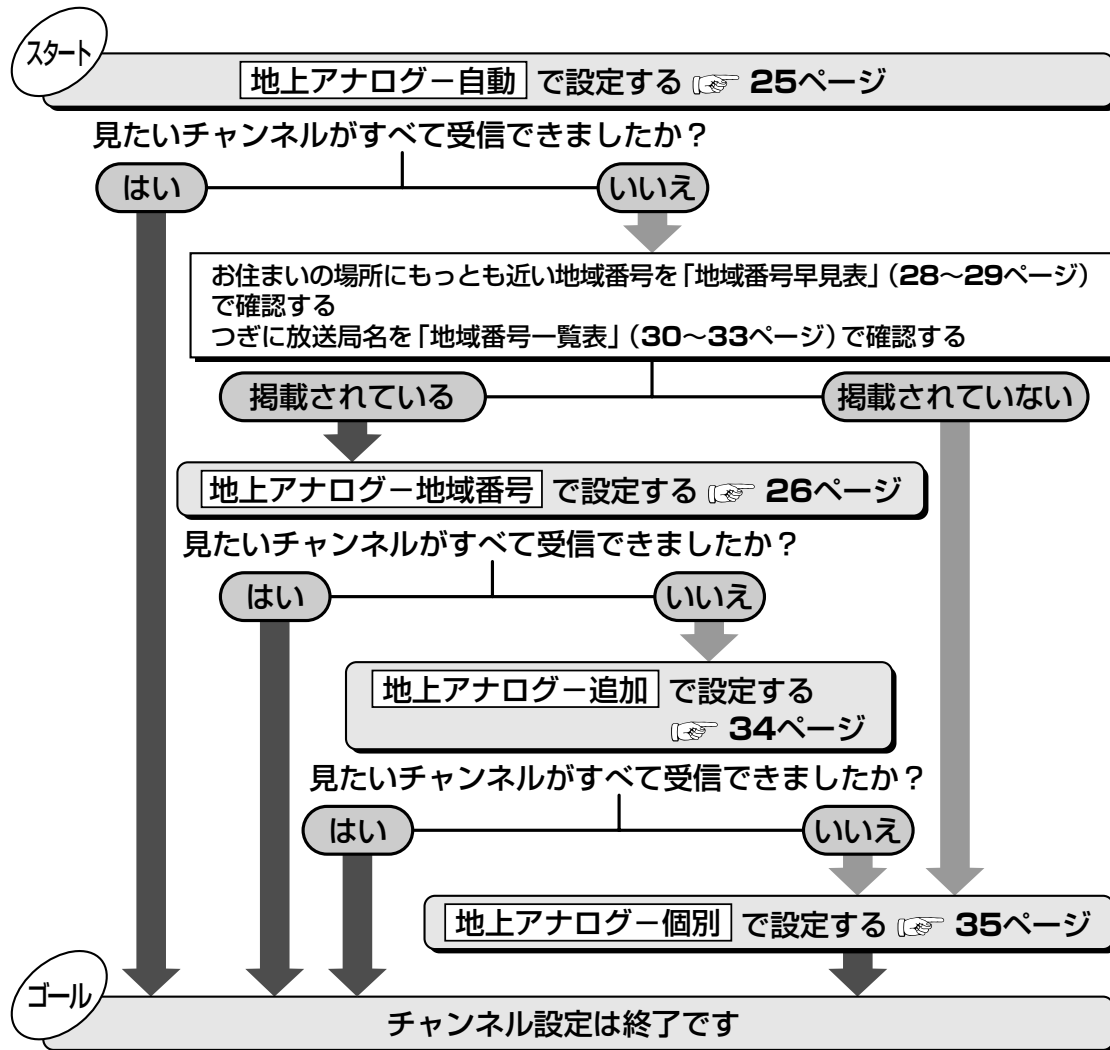 スタート
地上アナログ－自動 で設定する ☞ 25ページ
見たいチャンネルがすべて受信できましたか？
はい
いいえ
お住まいの場所にもっとも近い地域番号を「地域番号早見表」（28～29ページ）
で確認する
つぎに放送局名を「地域番号一覧表」（30～33ページ）で確認する
掲載されている
掲載されていない
地上アナログ－地域番号 で設定する ☞ 26ページ
見たいチャンネルがすべて受信できましたか？
はい
いいえ
地上アナログ－追加 で設定する
☞ 34ページ
見たいチャンネルがすべて受信できましたか？
はい
いいえ
地上アナログ－個別 で設定する ☞ 35ページ
ゴール
チャンネル設定は終了です